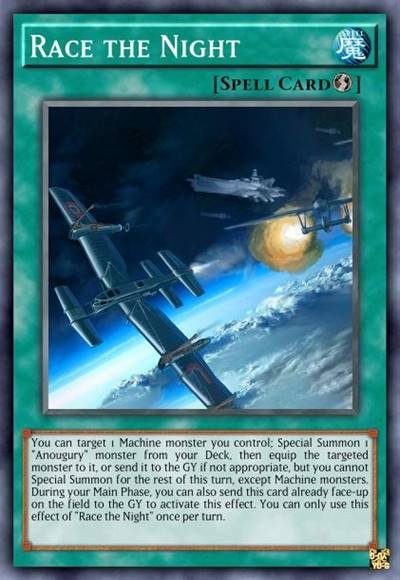 RACE THE NIGHT
SPELL
魔
[SPELL CARD]
You can target 1 Machine monster you control; Special Summon 1
"Anougury" monster from your Deck, then equip the targeted
monster to it, or send it to the GY if not appropriate, but you cannot
Special Summon for the rest of this turn, except Machine monsters.
During your Main Phase, you can also send this card already face-up
on the field to the GY to activate this effect. You can only use this
effect of "Race the Night" once per turn.